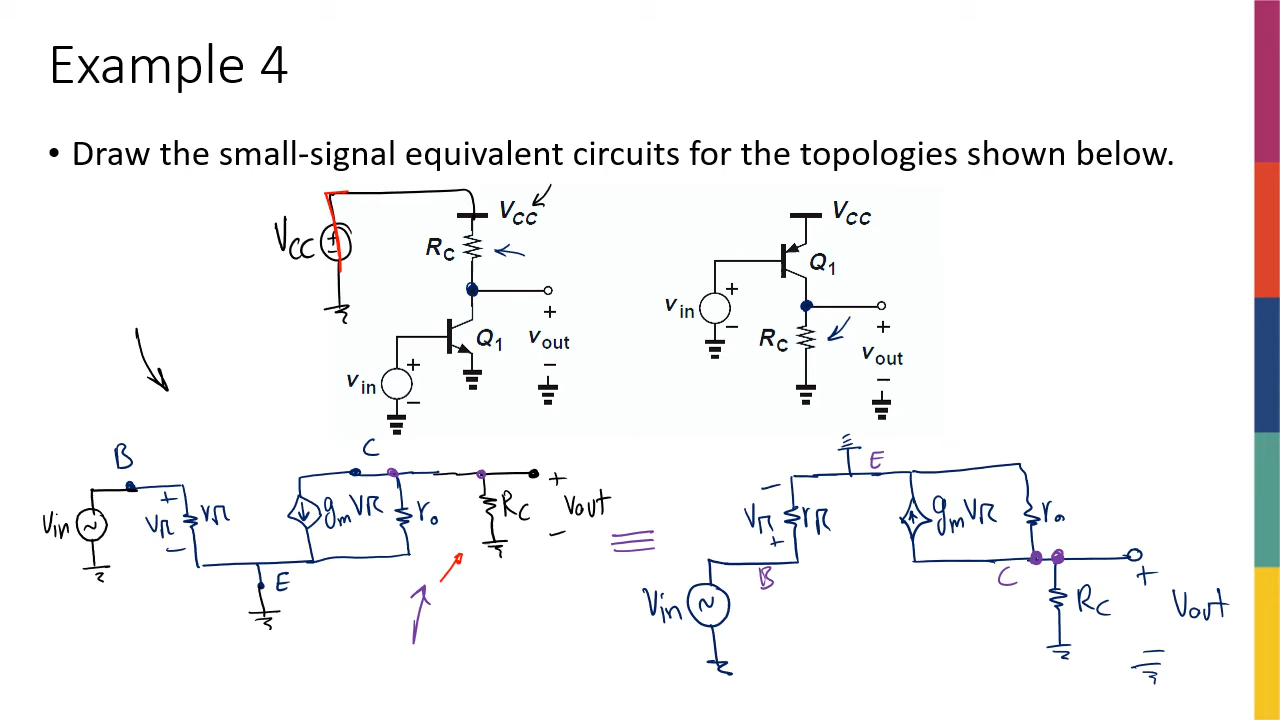 Example 4
• Draw the small-signal equivalent circuits for the topologies shown below.
VCC
VCC
RC
Q1
vout
+
−
vin
+
−
VCC
+
−
VCC
Q1
vin
+
−
RC
vout
+
−
B
C
E
Vin
+
Vπ
−
rπ
gmVπ
ro
RC
+
Vout
−
≡
E
−
Vπ
+
rπ
B
gmVπ
ro
C
Vin
RC
+
Vout
−